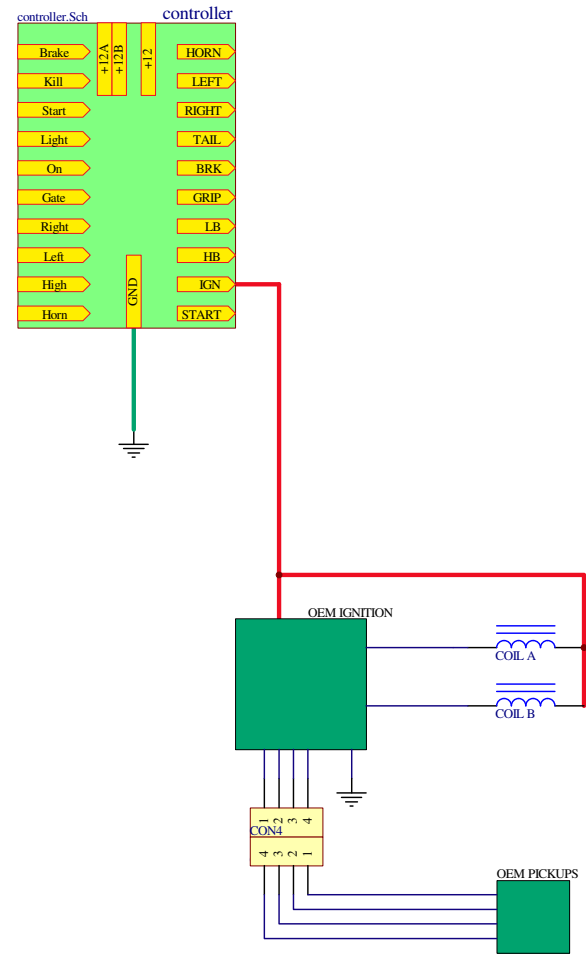 controller.Sch
controller
+12A
+12B
+12
Brake
HORN
Kill
LEFT
Start
RIGHT
Light
TAIL
On
BRK
Gate
GRIP
Right
LB
Left
HB
High
IGN
GND
Horn
START
OEM IGNITION
COIL A
COIL B
1 2 3 4
CON4
4 3 2 1
OEM PICKUPS